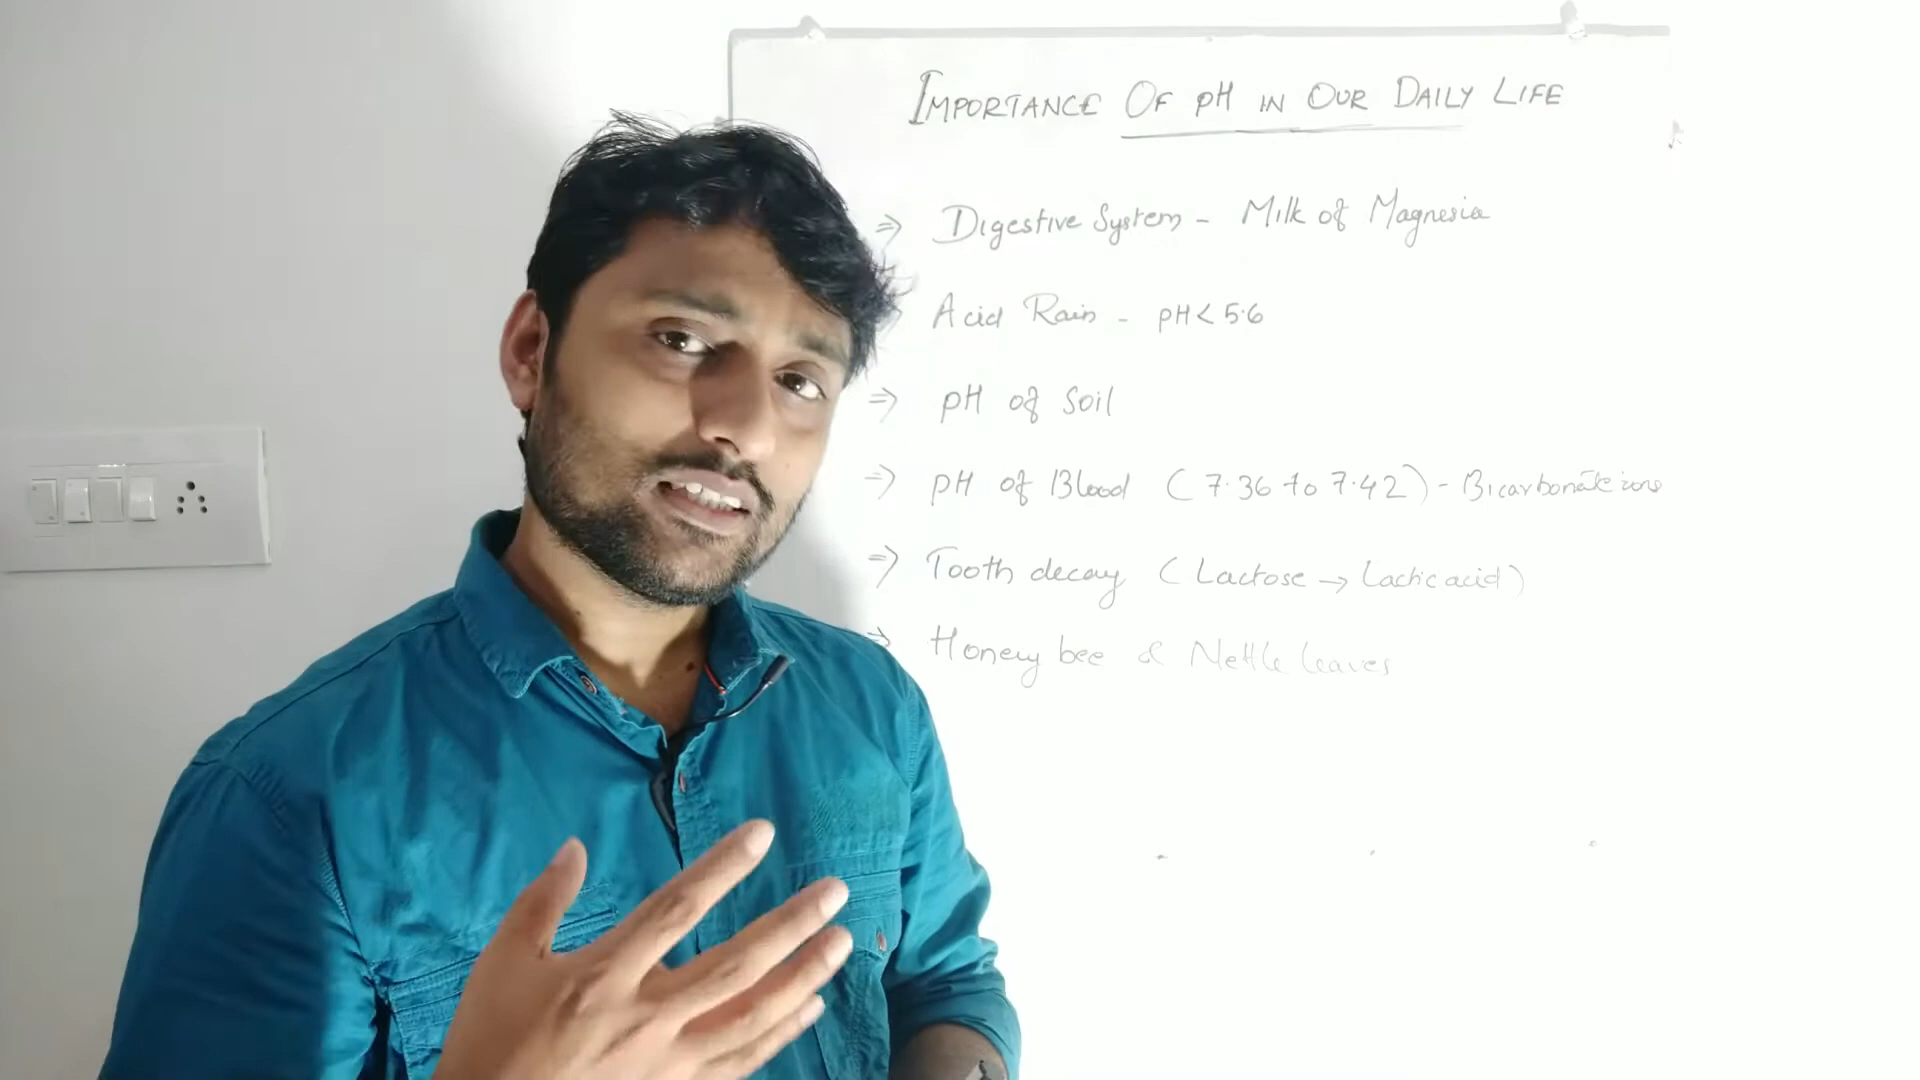 IMPORTANCE OF pH IN OUR DAILY LIFE
⇒ Digestive System - Milk of Magnesia
Acid Rain - pH < 5.6
⇒ pH of Soil
⇒ pH of Blood (7.36 to 7.42) - Bicarbonate ions
⇒ Tooth decay (Lactose → Lactic acid)
⇒ Honey bee & Nettle leaves